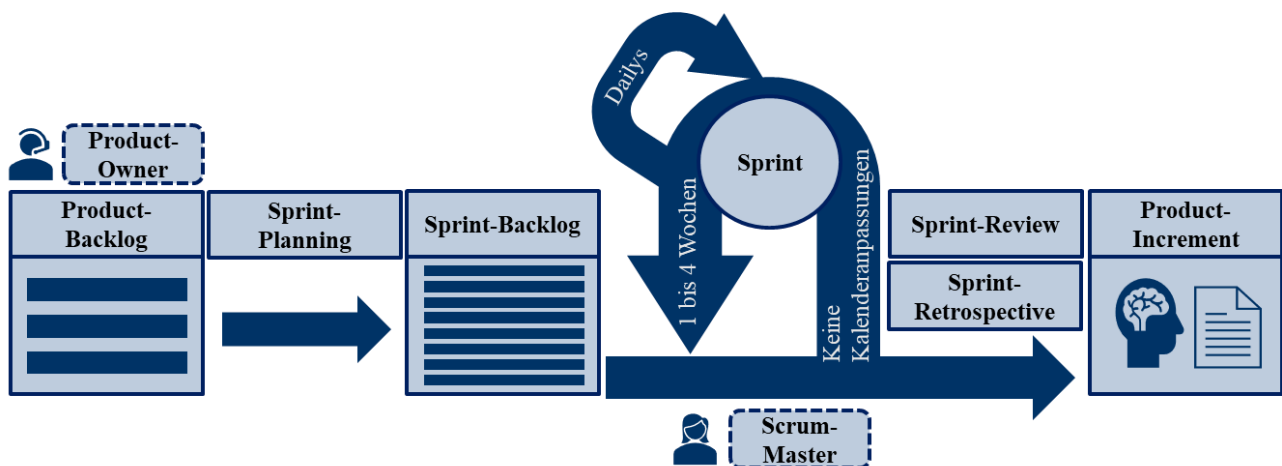 Dailys
Product-
Owner
Sprint
Product-
Backlog
Sprint-
Planning
Sprint-Backlog
1 bis 4 Wochen
Keine
Kalenderanpassungen
Sprint-Review
Sprint-
Retrospective
Product-
Increment
Scrum-
Master